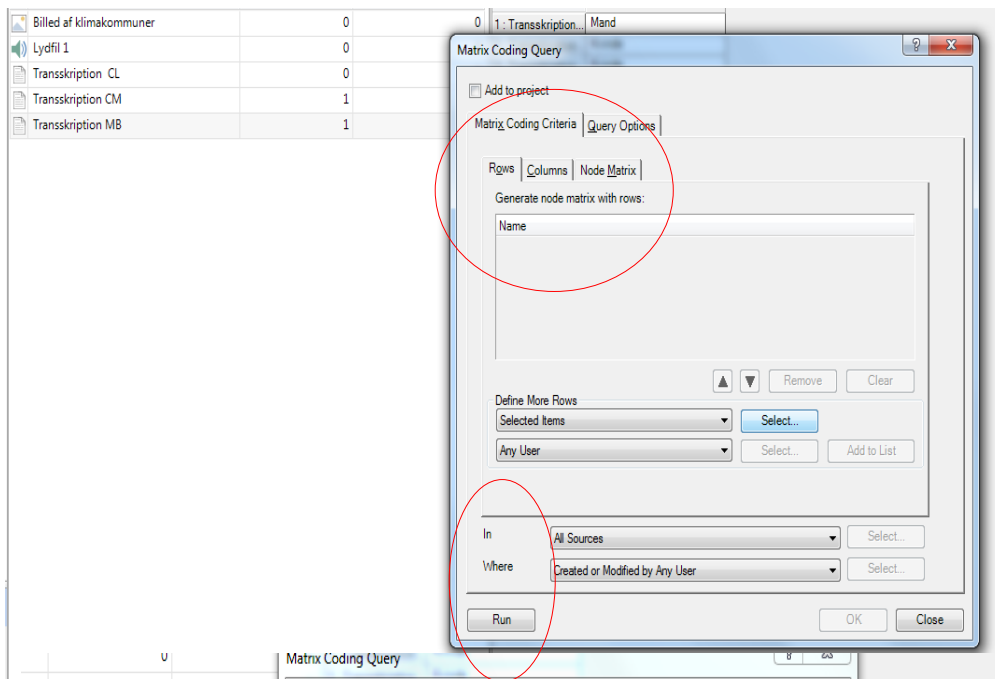 Billed af klimakommuner 0 0
Lydfil 1 0
Transskription CL 0
Transskription CM 1
Transskription MB 1
1 : Transskription... Mand
Matrix Coding Query
Add to project
Matrix Coding Criteria Query Options
Rows Columns Node Matrix
Generate node matrix with rows:
Name
Remove Clear
Define More Rows
Selected Items Select...
Any User Select... Add to List
In All Sources Select...
Where Created or Modified by Any User Select...
Run OK Close
0 Matrix Coding Query